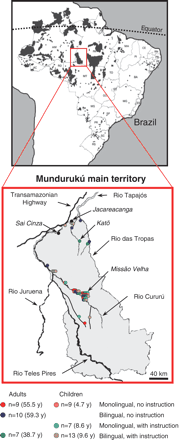 Equator
Brazil
Mundurukú main territory
Transamazonian
Highway
Rio Tapajós
Jacareacanga
Sai Cinza
Katõ
Rio das Tropas
Missão Velha
Rio Juruena
Rio Cururú
Rio Teles Pires
40 km
Adults Children
n=9 (55.5 y) n=9 (4.7 y) Monolingual, no instruction
n=10 (59.3 y) Bilingual, no instruction
n=7 (8.6 y) Monolingual, with instruction
n=7 (38.7 y) n=13 (9.6 y) Bilingual, with instruction